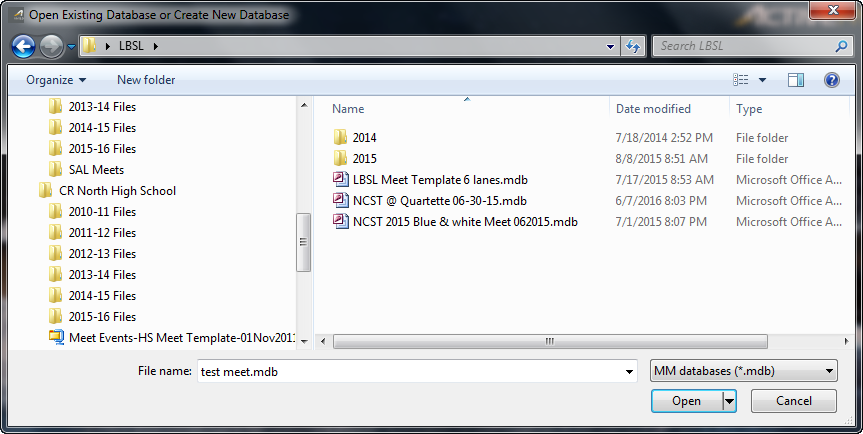 Open Existing Database or Create New Database
LBSL
Search LBSL
Organize
New folder
2013-14 Files
2014-15 Files
2015-16 Files
SAL Meets
CR North High School
2010-11 Files
2011-12 Files
2012-13 Files
2013-14 Files
2014-15 Files
2015-16 Files
Meet Events-HS Meet Template-01Nov2011
Name Date modified Type
2014 7/18/2014 2:52 PM File folder
2015 8/8/2015 8:51 AM File folder
LBSL Meet Template 6 lanes.mdb 7/17/2015 8:53 AM Microsoft Office A...
NCST @ Quartette 06-30-15.mdb 6/7/2016 8:03 PM Microsoft Office A...
NCST 2015 Blue & white Meet 062015.mdb 7/1/2015 8:07 PM Microsoft Office A...
File name: test meet.mdb MM databases (*.mdb)
Open Cancel